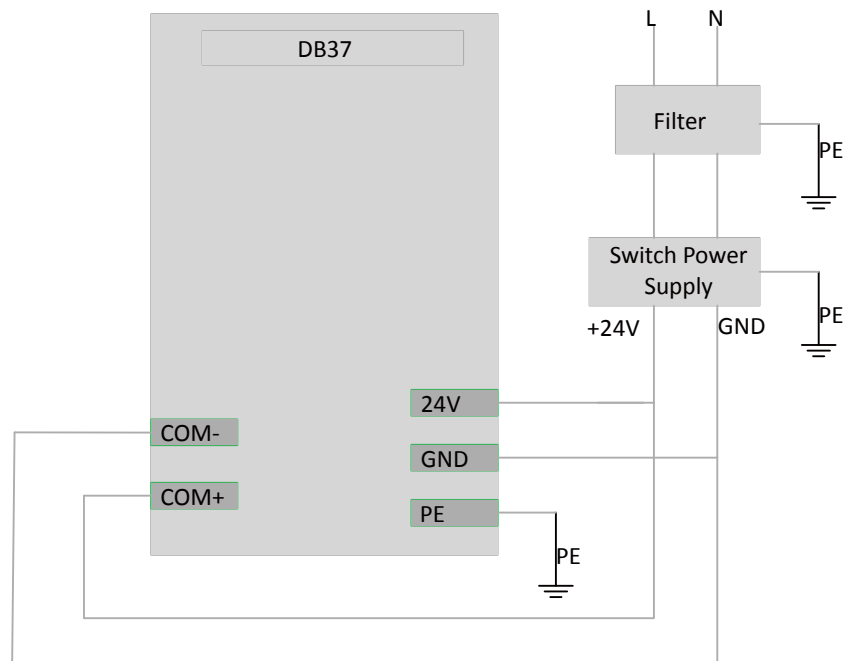 L
N
DB37
Filter
PE
Switch Power
Supply
PE
+24V
GND
24V
COM-
GND
COM+
PE
PE